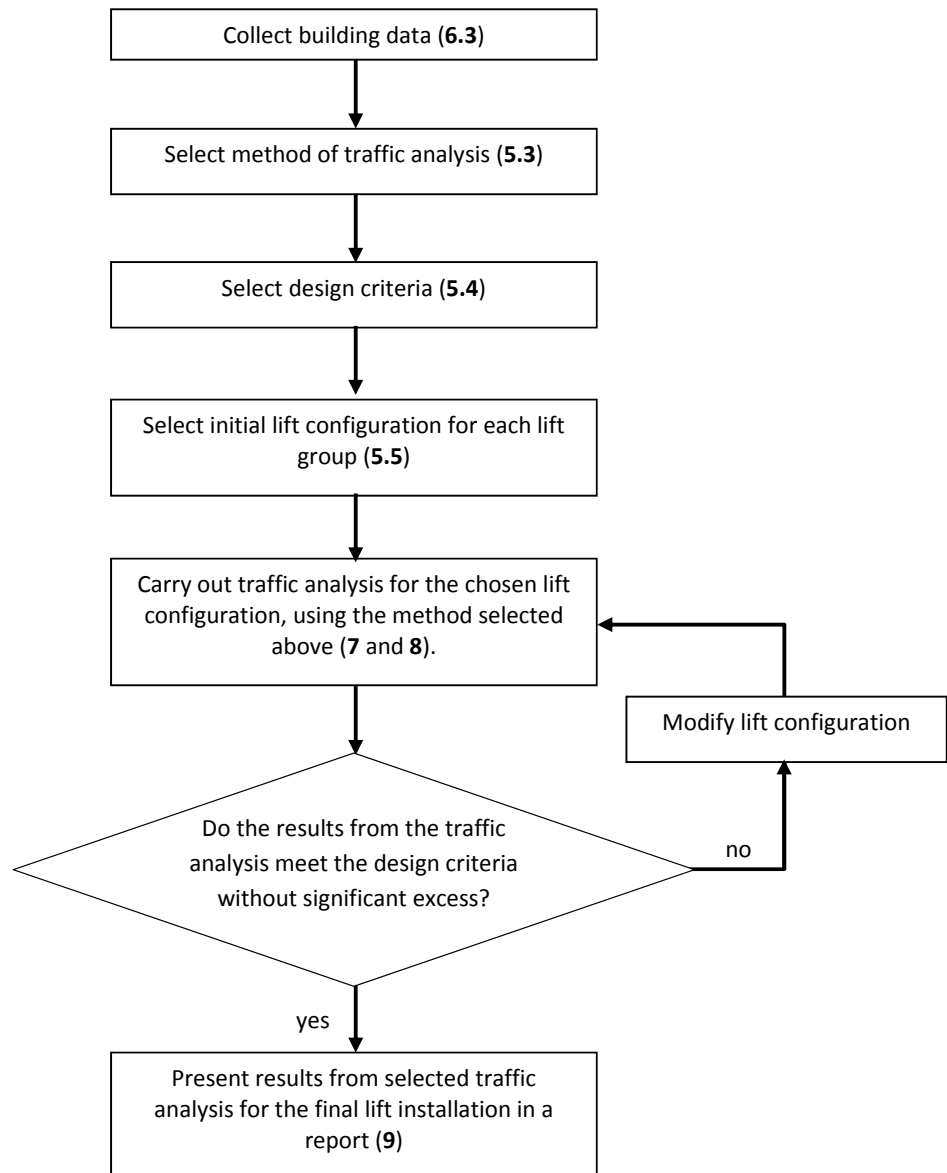 Collect building data (6.3)
Select method of traffic analysis (5.3)
Select design criteria (5.4)
Select initial lift configuration for each lift
group (5.5)
Carry out traffic analysis for the chosen lift
configuration, using the method selected
above (7 and 8).
Modify lift configuration
Do the results from the traffic
analysis meet the design criteria
without significant excess?
no
yes
Present results from selected traffic
analysis for the final lift installation in a
report (9)